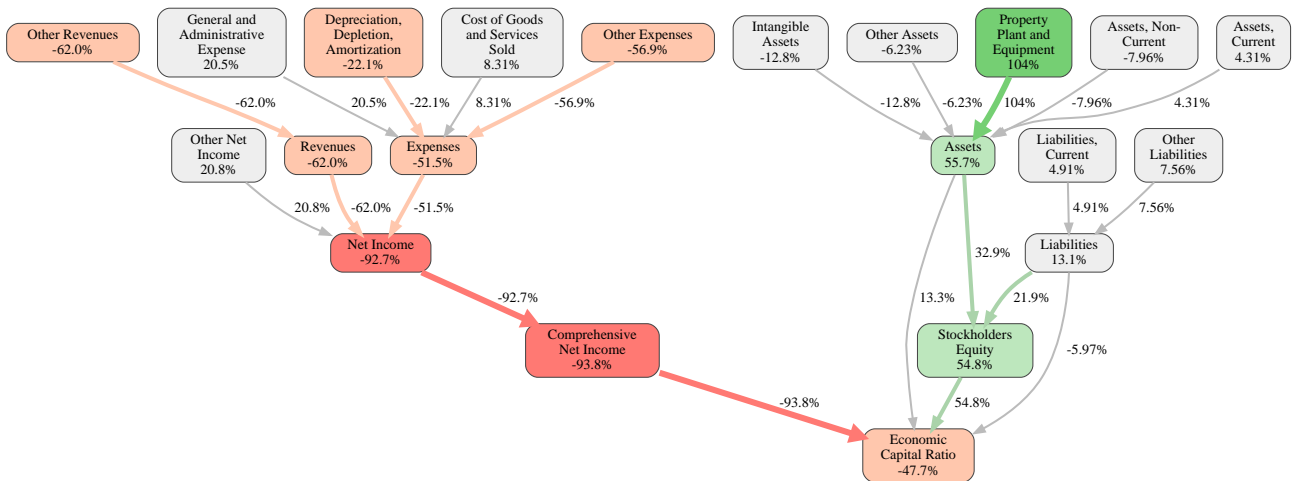 Other Revenues
-62.0%
General and
Administrative
Expense
20.5%
Depreciation,
Depletion,
Amortization
-22.1%
Cost of Goods
and Services
Sold
8.31%
Other Expenses
-56.9%
Intangible
Assets
-12.8%
Other Assets
-6.23%
Property
Plant and
Equipment
104%
Assets, Non-
Current
-7.96%
Assets,
Current
4.31%
-62.0%
20.5%
-22.1%
8.31%
-56.9%
-12.8%
-6.23%
104%
-7.96%
4.31%
Other Net
Income
20.8%
Revenues
-62.0%
Expenses
-51.5%
Assets
55.7%
Liabilities,
Current
4.91%
Other
Liabilities
7.56%
20.8%
-62.0%
-51.5%
4.91%
7.56%
Net Income
-92.7%
Liabilities
13.1%
-92.7%
13.3%
32.9%
21.9%
Comprehensive
Net Income
-93.8%
Stockholders
Equity
54.8%
-5.97%
-93.8%
54.8%
Economic
Capital Ratio
-47.7%